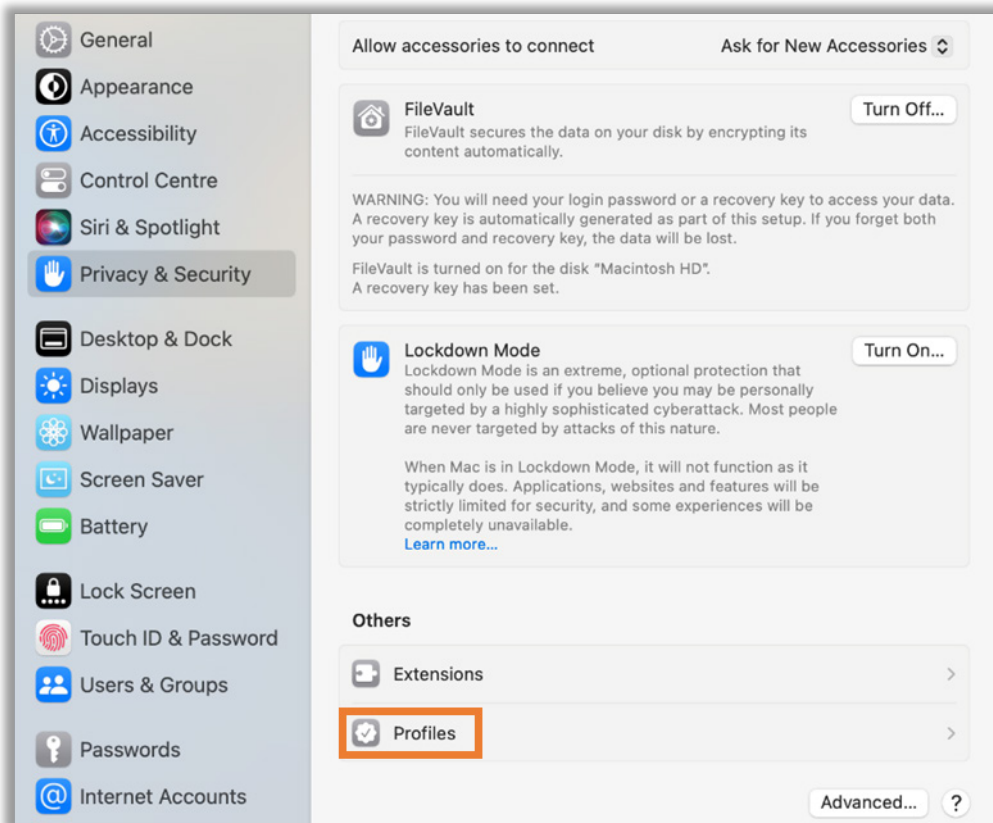 General
Appearance
Accessibility
Control Centre
Siri & Spotlight
Privacy & Security
Desktop & Dock
Displays
Wallpaper
Screen Saver
Battery
Lock Screen
Touch ID & Password
Users & Groups
Passwords
Internet Accounts
Allow accessories to connect Ask for New Accessories
FileVault Turn Off...
FileVault secures the data on your disk by encrypting its
content automatically.
WARNING: You will need your login password or a recovery key to access your data.
A recovery key is automatically generated as part of this setup. If you forget both
your password and recovery key, the data will be lost.
FileVault is turned on for the disk "Macintosh HD".
A recovery key has been set.
Lockdown Mode Turn On...
Lockdown Mode is an extreme, optional protection that
should only be used if you believe you may be personally
targeted by a highly sophisticated cyberattack. Most people
are never targeted by attacks of this nature.
When Mac is in Lockdown Mode, it will not function as it
typically does. Applications, websites and features will be
strictly limited for security, and some experiences will be
completely unavailable.
Learn more...
Others
Extensions
Profiles
Advanced... ?